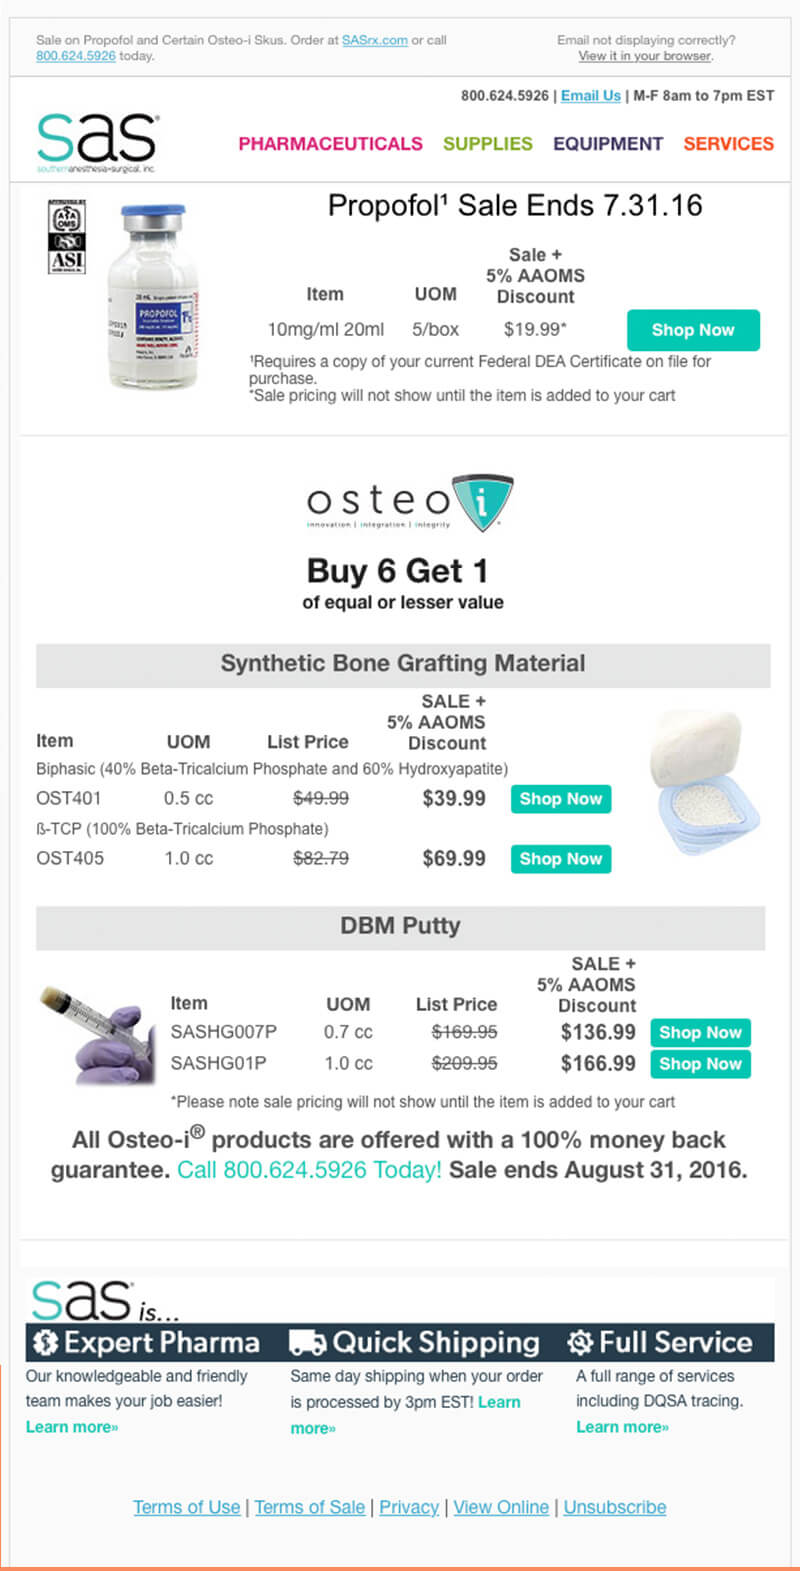 Sale on Propofol and Certain Osteo-i Skus. Order at SASrx.com or call
800.624.5926 today.
Email not displaying correctly?
View it in your browser.
800.624.5926 | Email Us | M-F 8am to 7pm EST
sas®
southernanesthesia+surgical, inc.
PHARMACEUTICALS SUPPLIES EQUIPMENT SERVICES
APPROVED BY
AAOMS
ASI
Propofol¹ Sale Ends 7.31.16
20 mL
PROPOFOL
1%
Item UOM Sale +
5% AAOMS
Discount
10mg/ml 20ml 5/box $19.99* Shop Now
¹Requires a copy of your current Federal DEA Certificate on file for
purchase.
*Sale pricing will not show until the item is added to your cart
osteo i
innovation | integration | integrity
Buy 6 Get 1
of equal or lesser value
Synthetic Bone Grafting Material
SALE +
5% AAOMS
Item UOM List Price Discount
Biphasic (40% Beta-Tricalcium Phosphate and 60% Hydroxyapatite)
OST401 0.5 cc $49.99 $39.99 Shop Now
ß-TCP (100% Beta-Tricalcium Phosphate)
OST405 1.0 cc $82.79 $69.99 Shop Now
DBM Putty
SALE +
5% AAOMS
Item UOM List Price Discount
SASHG007P 0.7 cc $169.95 $136.99 Shop Now
SASHG01P 1.0 cc $209.95 $166.99 Shop Now
*Please note sale pricing will not show until the item is added to your cart
All Osteo-i® products are offered with a 100% money back
guarantee. Call 800.624.5926 Today! Sale ends August 31, 2016.
sas® is...
Expert Pharma Quick Shipping Full Service
Our knowledgeable and friendly
team makes your job easier!
Learn more»
Same day shipping when your order
is processed by 3pm EST! Learn
more»
A full range of services
including DQSA tracing.
Learn more»
Terms of Use | Terms of Sale | Privacy | View Online | Unsubscribe